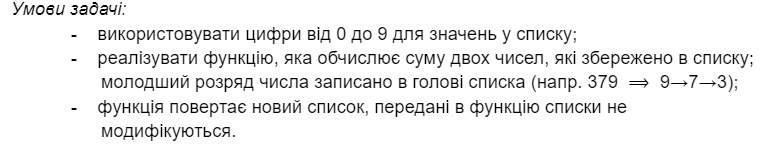 Умови задачі:
- використовувати цифри від 0 до 9 для значень у списку;
- реалізувати функцію, яка обчислює суму двох чисел, які збережено в списку;
молодший розряд числа записано в голові списка (напр. 379 ⟹ 9→7→3);
- функція повертає новий список, передані в функцію списки не
модифікуються.